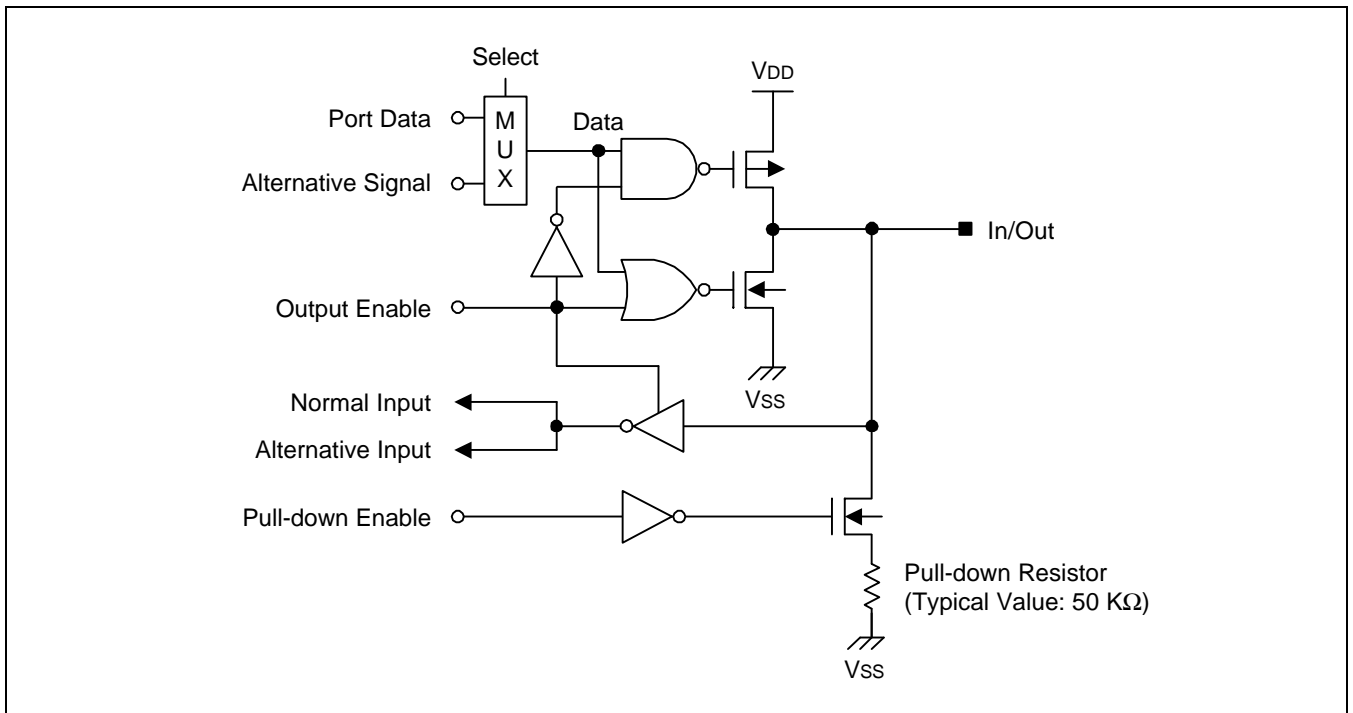 Select
VDD
Port Data
M
U
X
Data
Alternative Signal
In/Out
Output Enable
Normal Input
VSS
Alternative Input
Pull-down Enable
Pull-down Resistor
(Typical Value: 50 KΩ)
VSS